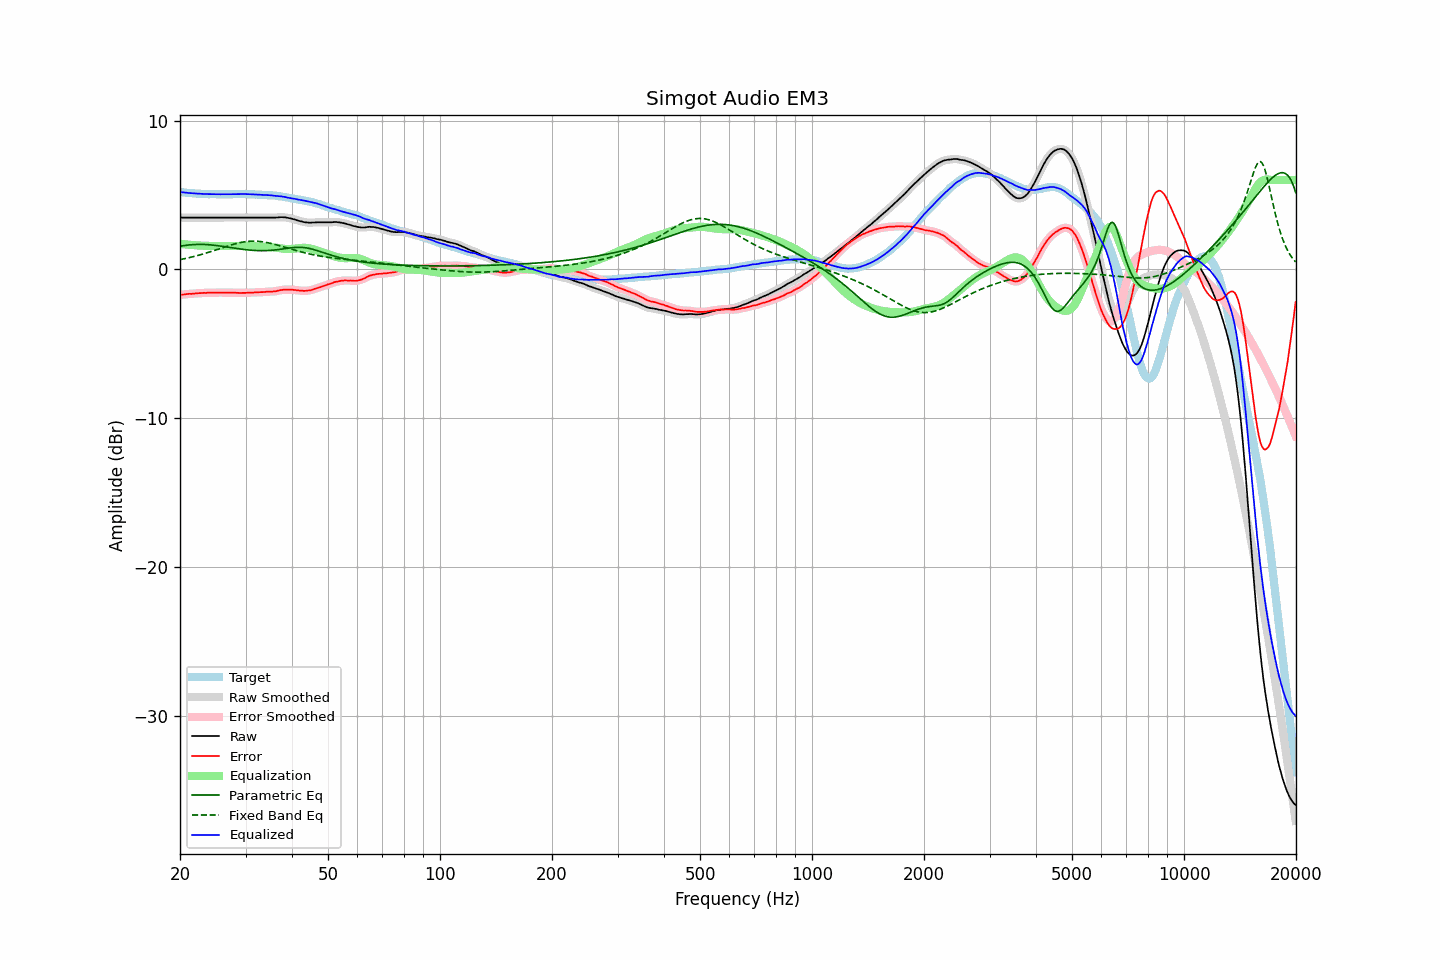 Simgot Audio EM3
10
0
−10
−20
−30
Amplitude (dBr)
20
50
100
200
500
1000
2000
5000
10000
20000
Frequency (Hz)
Target
Raw Smoothed
Error Smoothed
Raw
Error
Equalization
Parametric Eq
Fixed Band Eq
Equalized